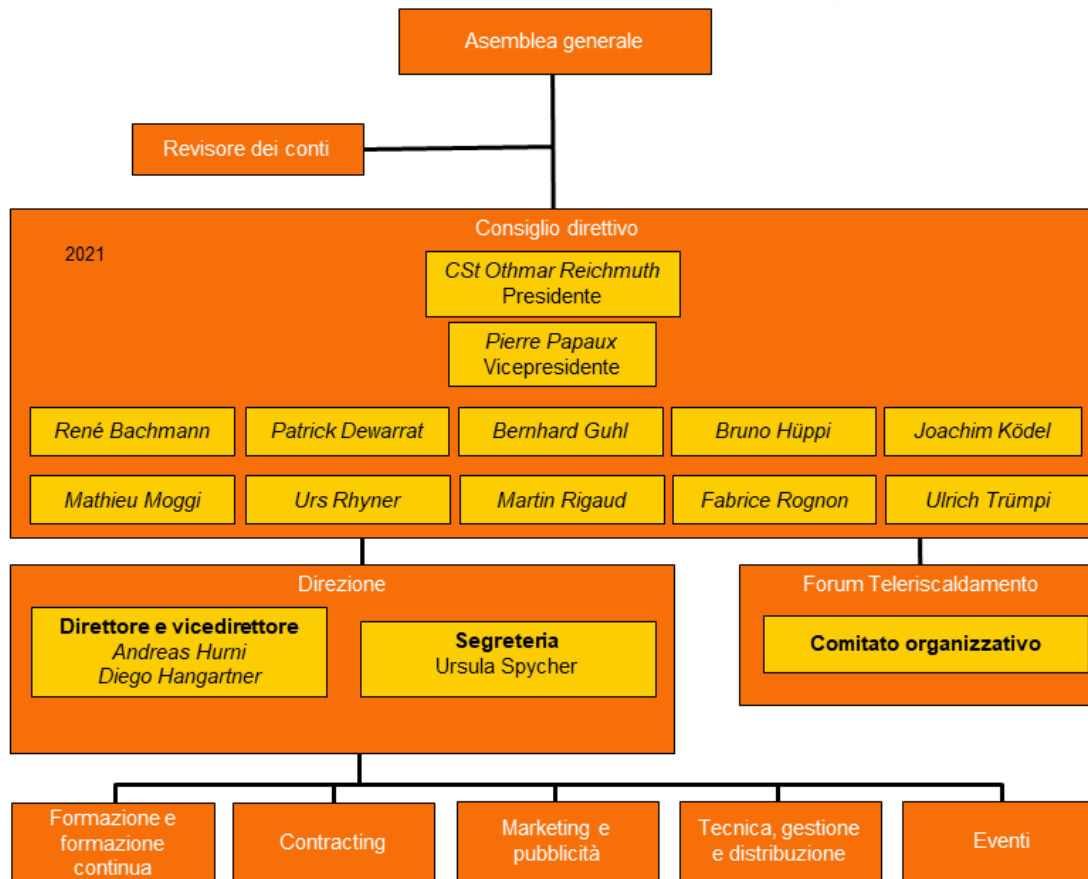 Asemblea generale
Revisore dei conti
Consiglio direttivo
2021
CSt Othmar Reichmuth
Presidente
Pierre Papaux
Vicepresidente
René Bachmann
Patrick Dewarrat
Bernhard Guhl
Bruno Hüppi
Joachim Ködel
Mathieu Moggi
Urs Rhyner
Martin Rigaud
Fabrice Rognon
Ulrich Trümpi
Direzione
Direttore e vicedirettore
Andreas Hurni
Diego Hangartner
Segreteria
Ursula Spycher
Forum Teleriscaldamento
Comitato organizzativo
Formazione e
formazione
continua
Contracting
Marketing e
pubblicità
Tecnica, gestione
e distribuzione
Eventi